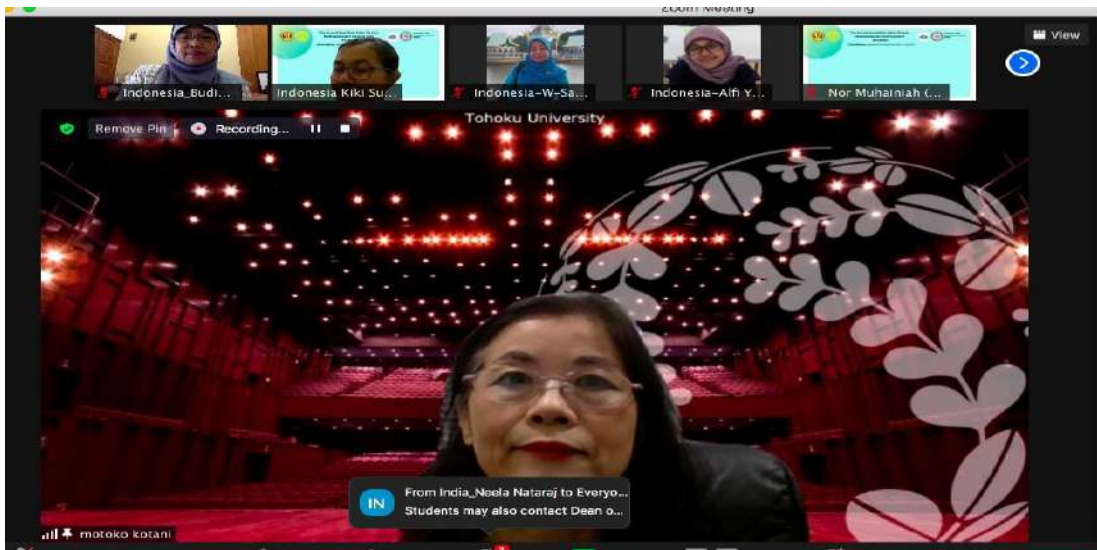 Zoom Meeting
View
Indonesia_Budi...
Indonesia Kiki Su...
Indonesia-W-Sa...
Indonesia-Alfi Y...
Nor Muhainiah (...
Remove Pin
Recording...
Tohoku University
IN
From India_Neela Nataraj to Everyo...
Students may also contact Dean o...
motoko kotani